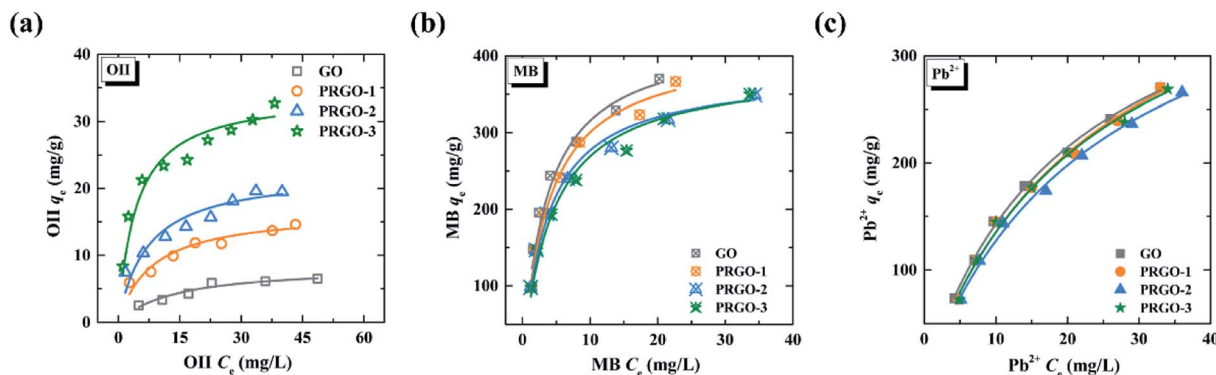 (a)
OII
GO
PRGO-1
PRGO-2
PRGO-3
OII qe (mg/g)
40
30
20
10
0
0 15 30 45 60
OII Ce (mg/L)
(b)
MB
GO
PRGO-1
PRGO-2
PRGO-3
MB qe (mg/g)
400
300
200
100
0 10 20 30 40
MB Ce (mg/L)
(c)
Pb2+
GO
PRGO-1
PRGO-2
PRGO-3
Pb2+ qe (mg/g)
300
200
100
0 10 20 30 40
Pb2+ Ce (mg/L)